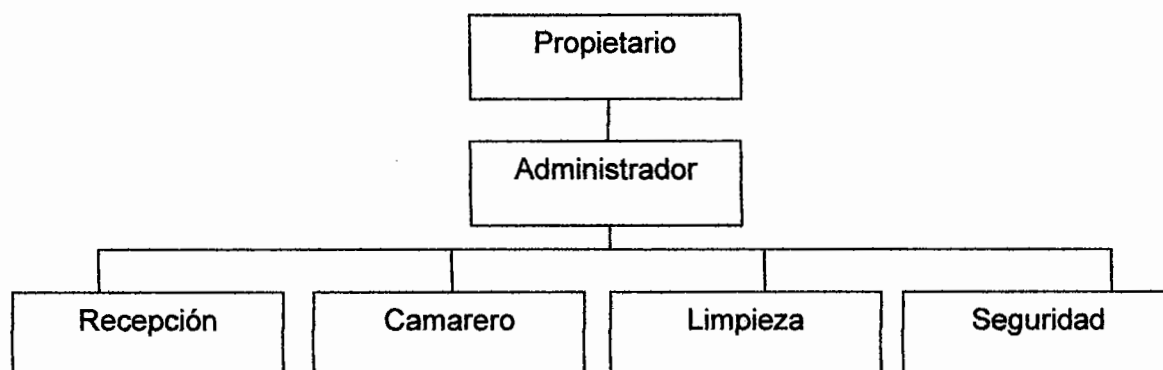 Propietario
Administrador
Recepción
Camarero
Limpieza
Seguridad